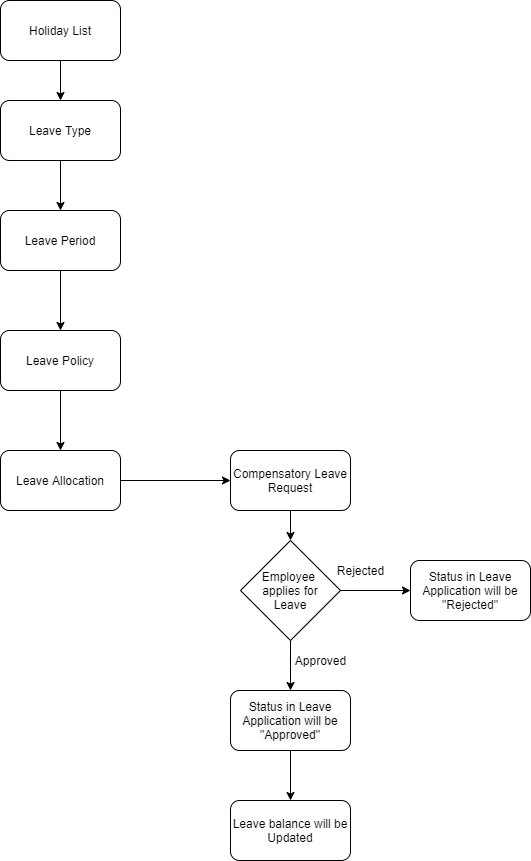 Holiday List
Leave Type
Leave Period
Leave Policy
Leave Allocation
Compensatory Leave
Request
Employee
applies for
Leave
Rejected
Status in Leave
Application will be
"Rejected"
Approved
Status in Leave
Application will be
"Approved"
Leave balance will be
Updated